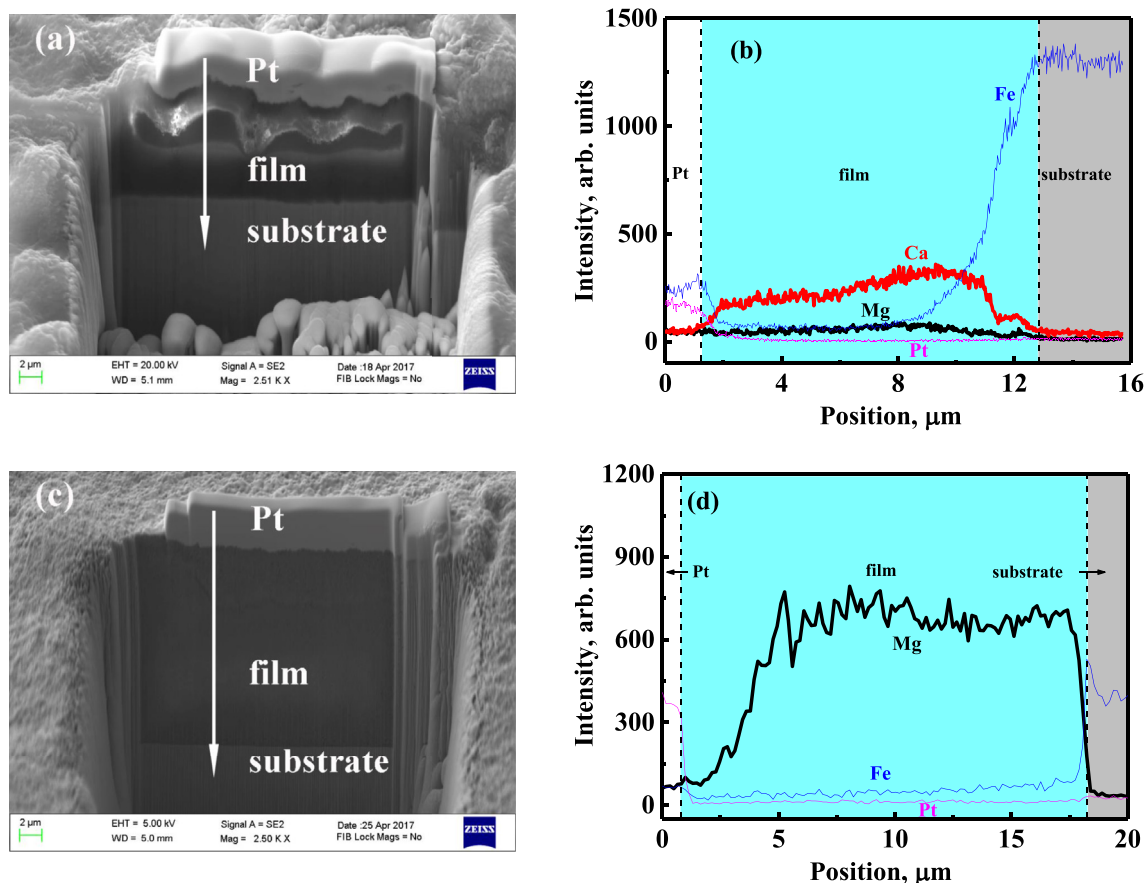 (a)
Pt
film
substrate
2 µm
EHT = 20.00 kV
WD = 5.1 mm
Signal A = SE2
Mag = 2.51 K X
Date :18 Apr 2017
FIB Lock Mags = No
ZEISS
(b)
1500
1000
500
0
Intensity, arb. units
Pt
film
substrate
Fe
Ca
Mg
Pt
0 4 8 12 16
Position, µm
(c)
Pt
film
substrate
2 µm
EHT = 5.00 kV
WD = 5.0 mm
Signal A = SE2
Mag = 2.50 K X
Date :25 Apr 2017
FIB Lock Mags = No
ZEISS
(d)
1200
900
600
300
0
Intensity, arb. units
Pt
film
substrate
Mg
Fe
Pt
0 5 10 15 20
Position, µm